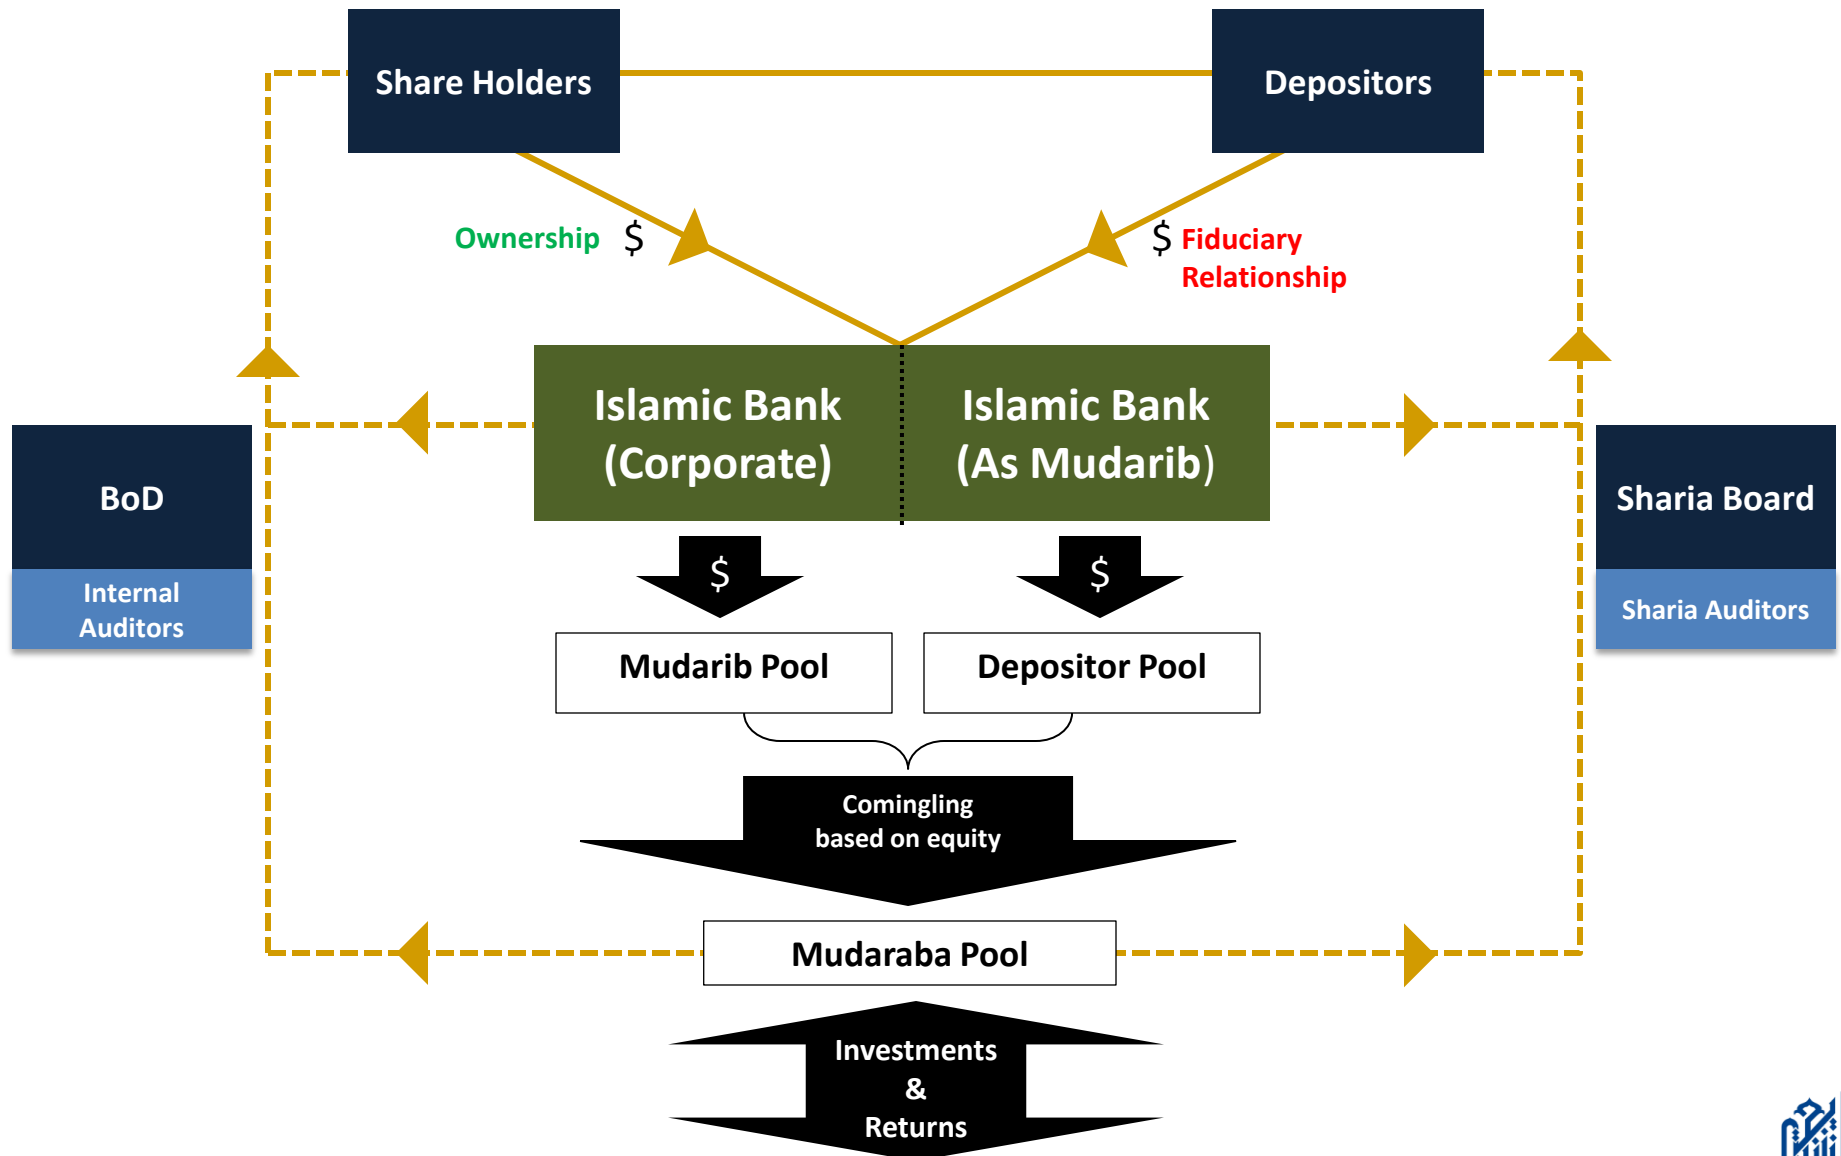 Share Holders
Depositors
Ownership $
$ Fiduciary
Relationship
Islamic Bank
(Corporate)
Islamic Bank
(As Mudarib)
BoD
Internal
Auditors
Sharia Board
Sharia Auditors
$
$
Mudarib Pool
Depositor Pool
Comingling
based on equity
Mudaraba Pool
Investments
&
Returns